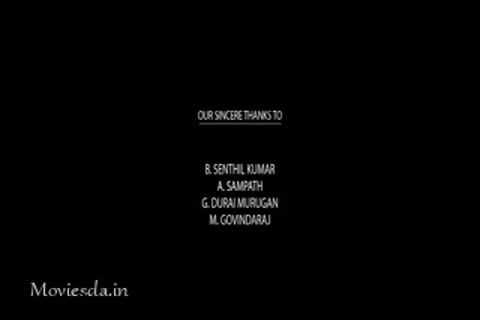 OUR SINCERE THANKS TO
B. SENTHIL KUMAR
A. SAMPATH
G. DURAI MURUGAN
M. GOVINDARAJ
Moviesda.in